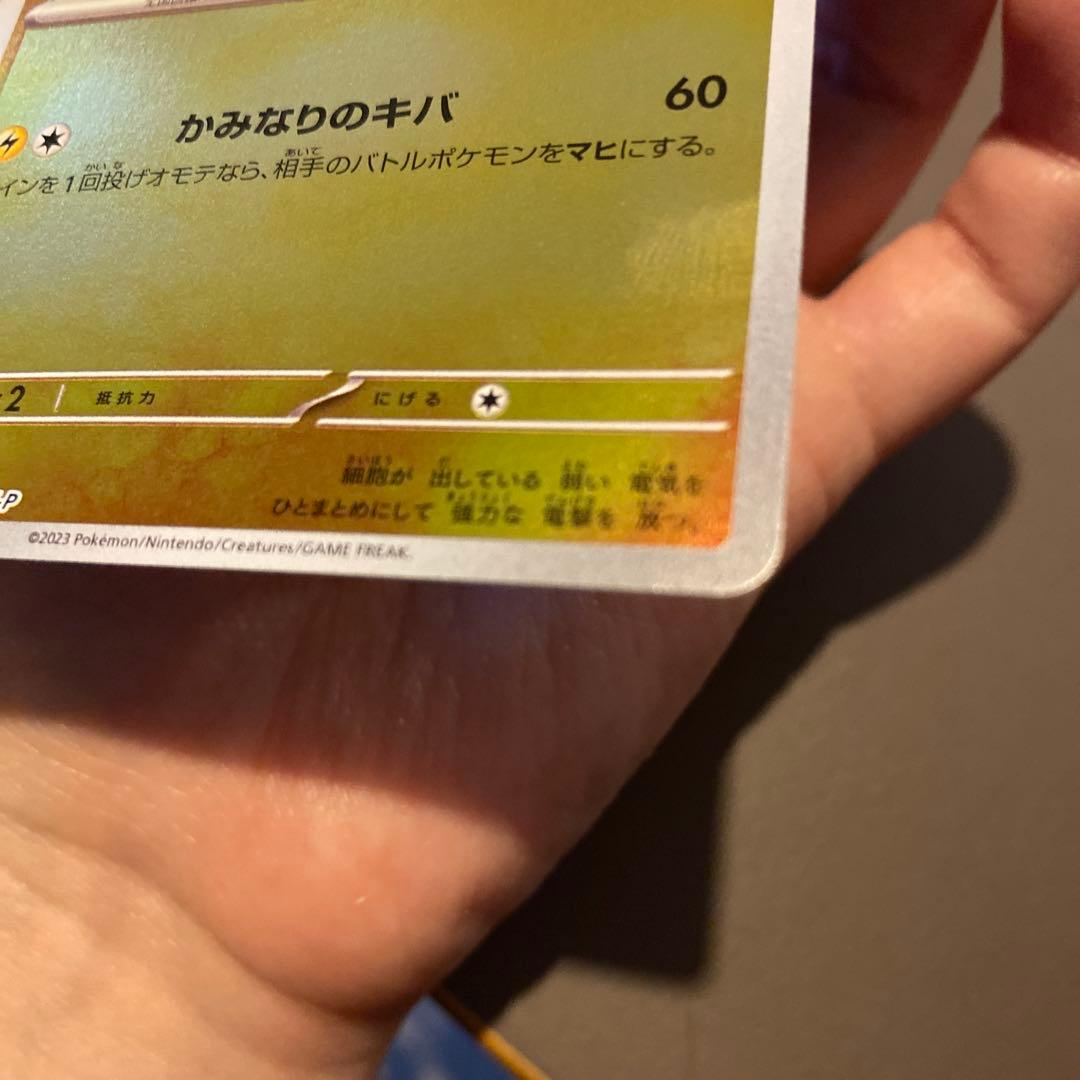 かみなりのキバ 60
インを1回投げオモテなら、相手のバトルポケモンをマヒにする。
2 抵抗力 にげる
細胞が 出している 弱い 電気を
ひとまとめにして 強力な 電撃を 放つ。
-P
©2023 Pokémon/Nintendo/Creatures/GAME FREAK.